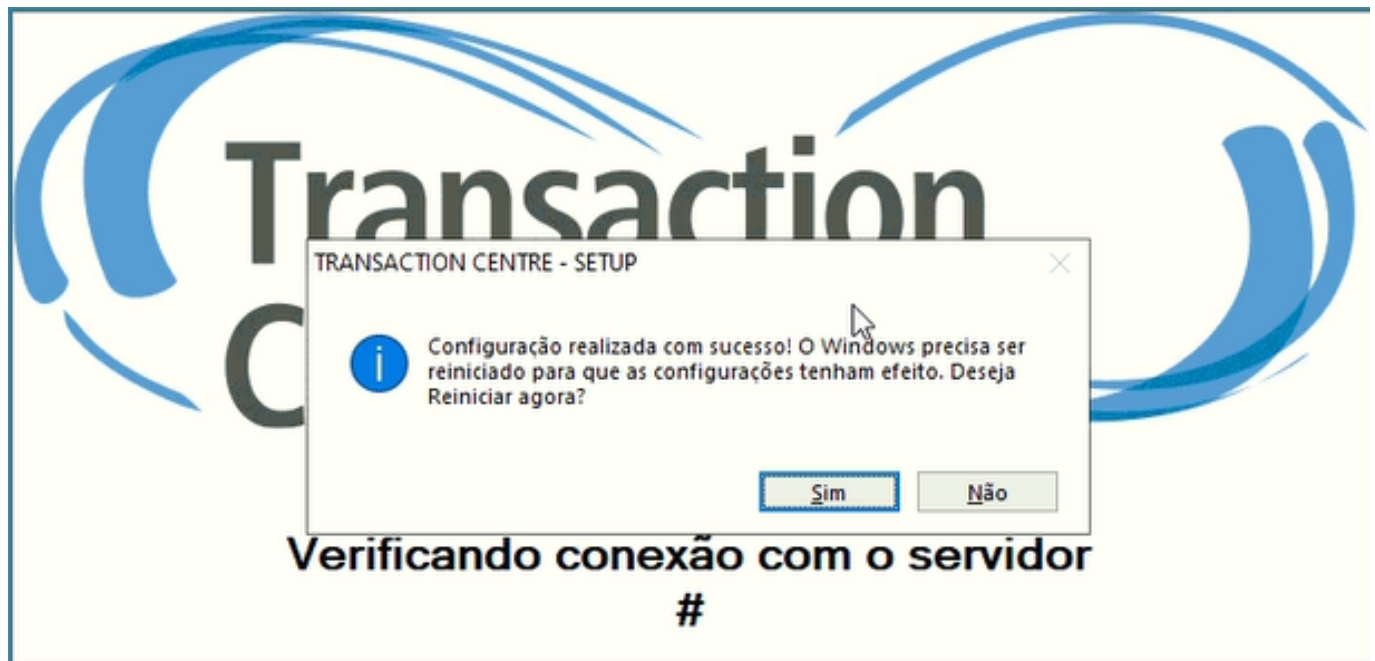 Transaction
C
TRANSACTION CENTRE - SETUP
Configuração realizada com sucesso! O Windows precisa ser
reiniciado para que as configurações tenham efeito. Deseja
Reiniciar agora?
Sim
Não
Verificando conexão com o servidor
#